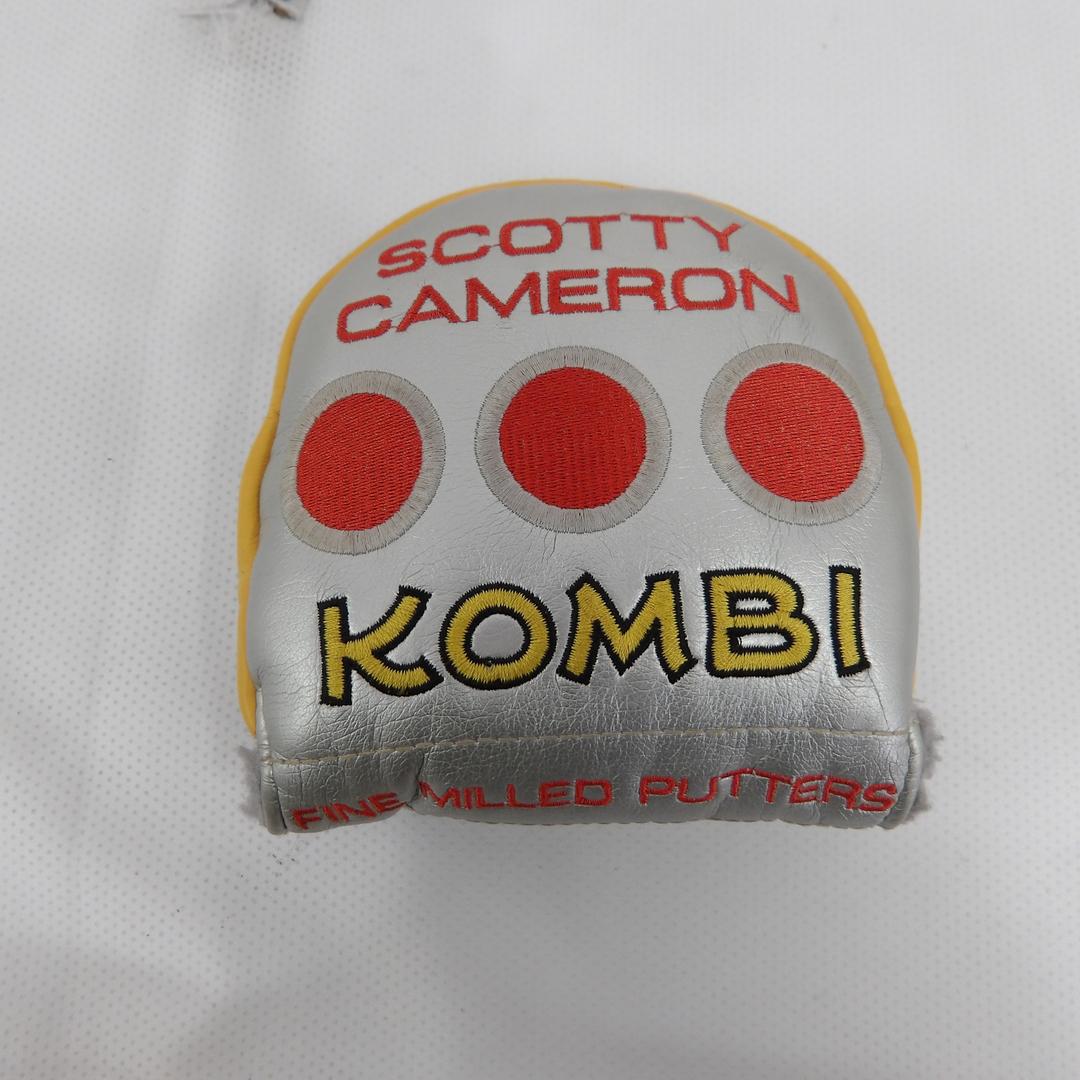 SCOTTY
CAMERON
KOMBI
FINE MILLED PUTTERS